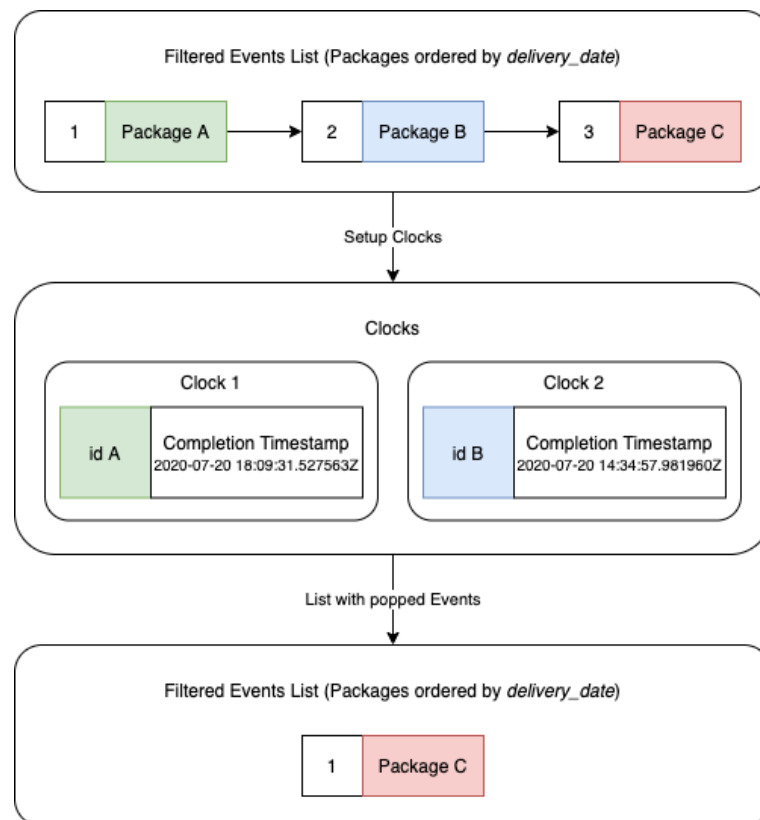 Filtered Events List (Packages ordered by delivery_date)
1 Package A 2 Package B 3 Package C
Setup Clocks
Clocks
Clock 1
id A
Completion Timestamp
2020-07-20 18:09:31.527563Z
Clock 2
id B
Completion Timestamp
2020-07-20 14:34:57.981960Z
List with popped Events
Filtered Events List (Packages ordered by delivery_date)
1 Package C